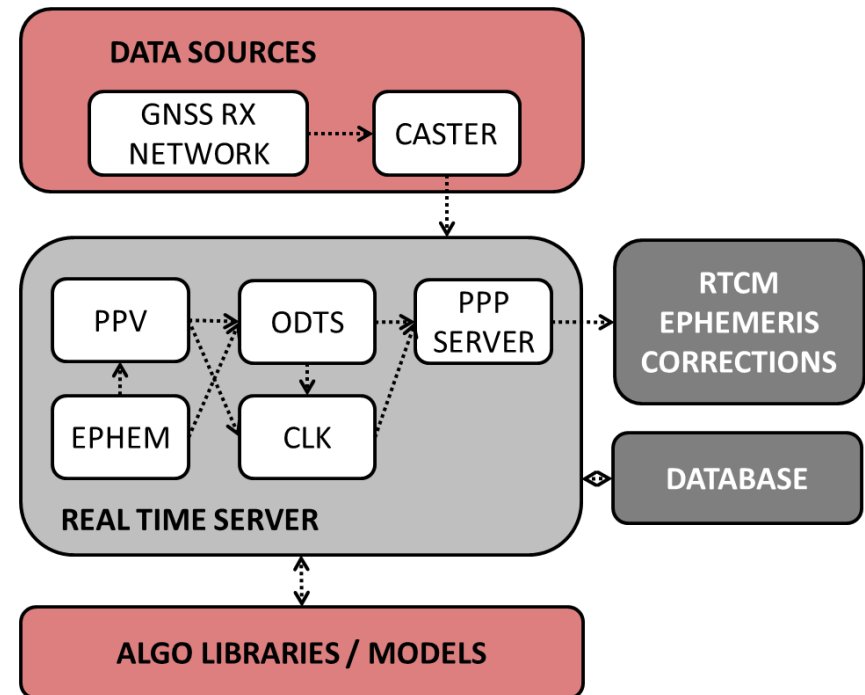 DATA SOURCES
GNSS RX
NETWORK
CASTER
PPV
ODTS
PPP
SERVER
EPHEM
CLK
REAL TIME SERVER
RTCM
EPHEMERIS
CORRECTIONS
DATABASE
ALGO LIBRARIES / MODELS